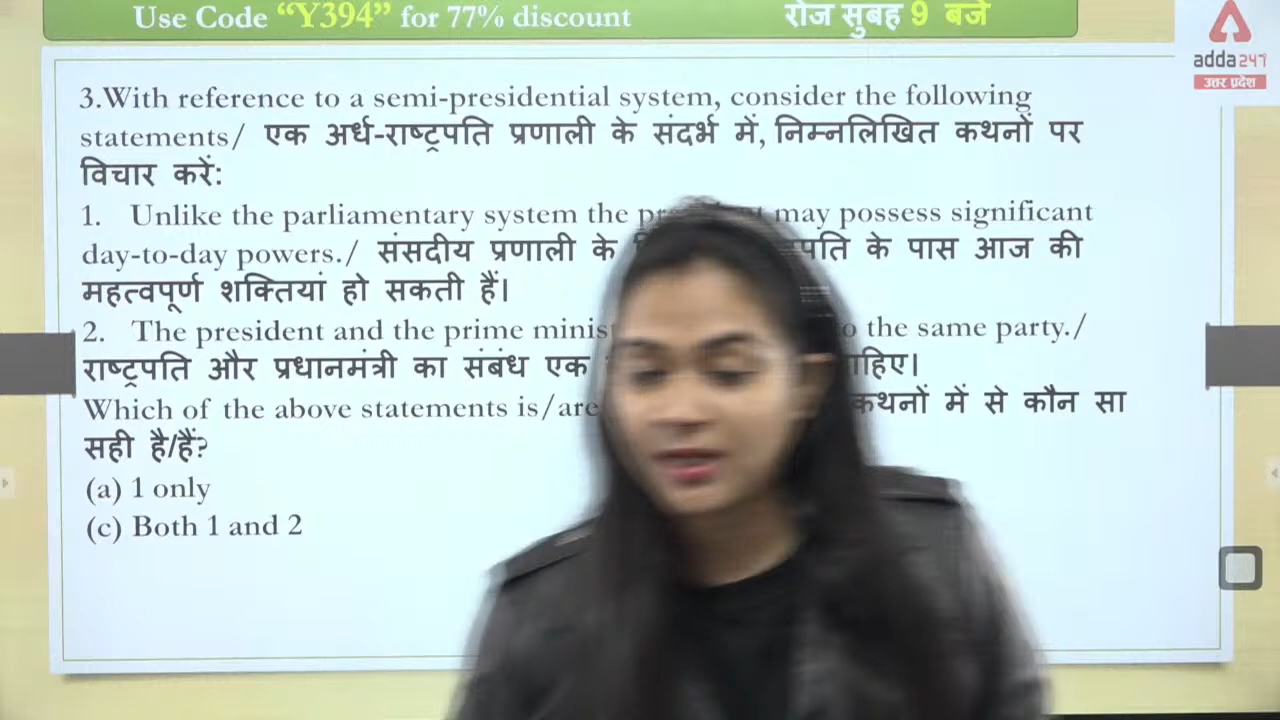 Use Code “Y394” for 77% discount
रोज सुबह 9 बजे
adda247
उत्तर प्रदेश
3.With reference to a semi-presidential system, consider the following
statements/ एक अर्ध-राष्ट्रपति प्रणाली के संदर्भ में, निम्नलिखित कथनों पर
विचार करें:
1. Unlike the parliamentary system the may possess significant
day-to-day powers./ संसदीय प्रणाली के के पास आज की
महत्वपूर्ण शक्तियां हो सकती हैं।
2. The president and the prime the same party./
राष्ट्रपति और प्रधानमंत्री का संबंध एक
Which of the above statements is/are कथनों में से कौन सा
सही है/हैं?
(a) 1 only
(c) Both 1 and 2